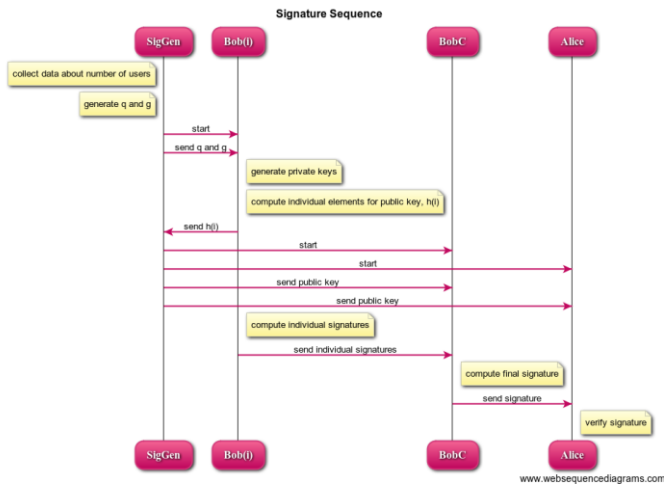 Signature Sequence
SigGen
Bob(i)
BobC
Alice
collect data about number of users
generate q and g
start
send q and g
generate private keys
compute individual elements for public key, h(i)
send h(i)
start
start
send public key
send public key
compute individual signatures
send individual signatures
compute final signature
send signature
verify signature
SigGen
Bob(i)
BobC
Alice
www.websequencediagrams.com